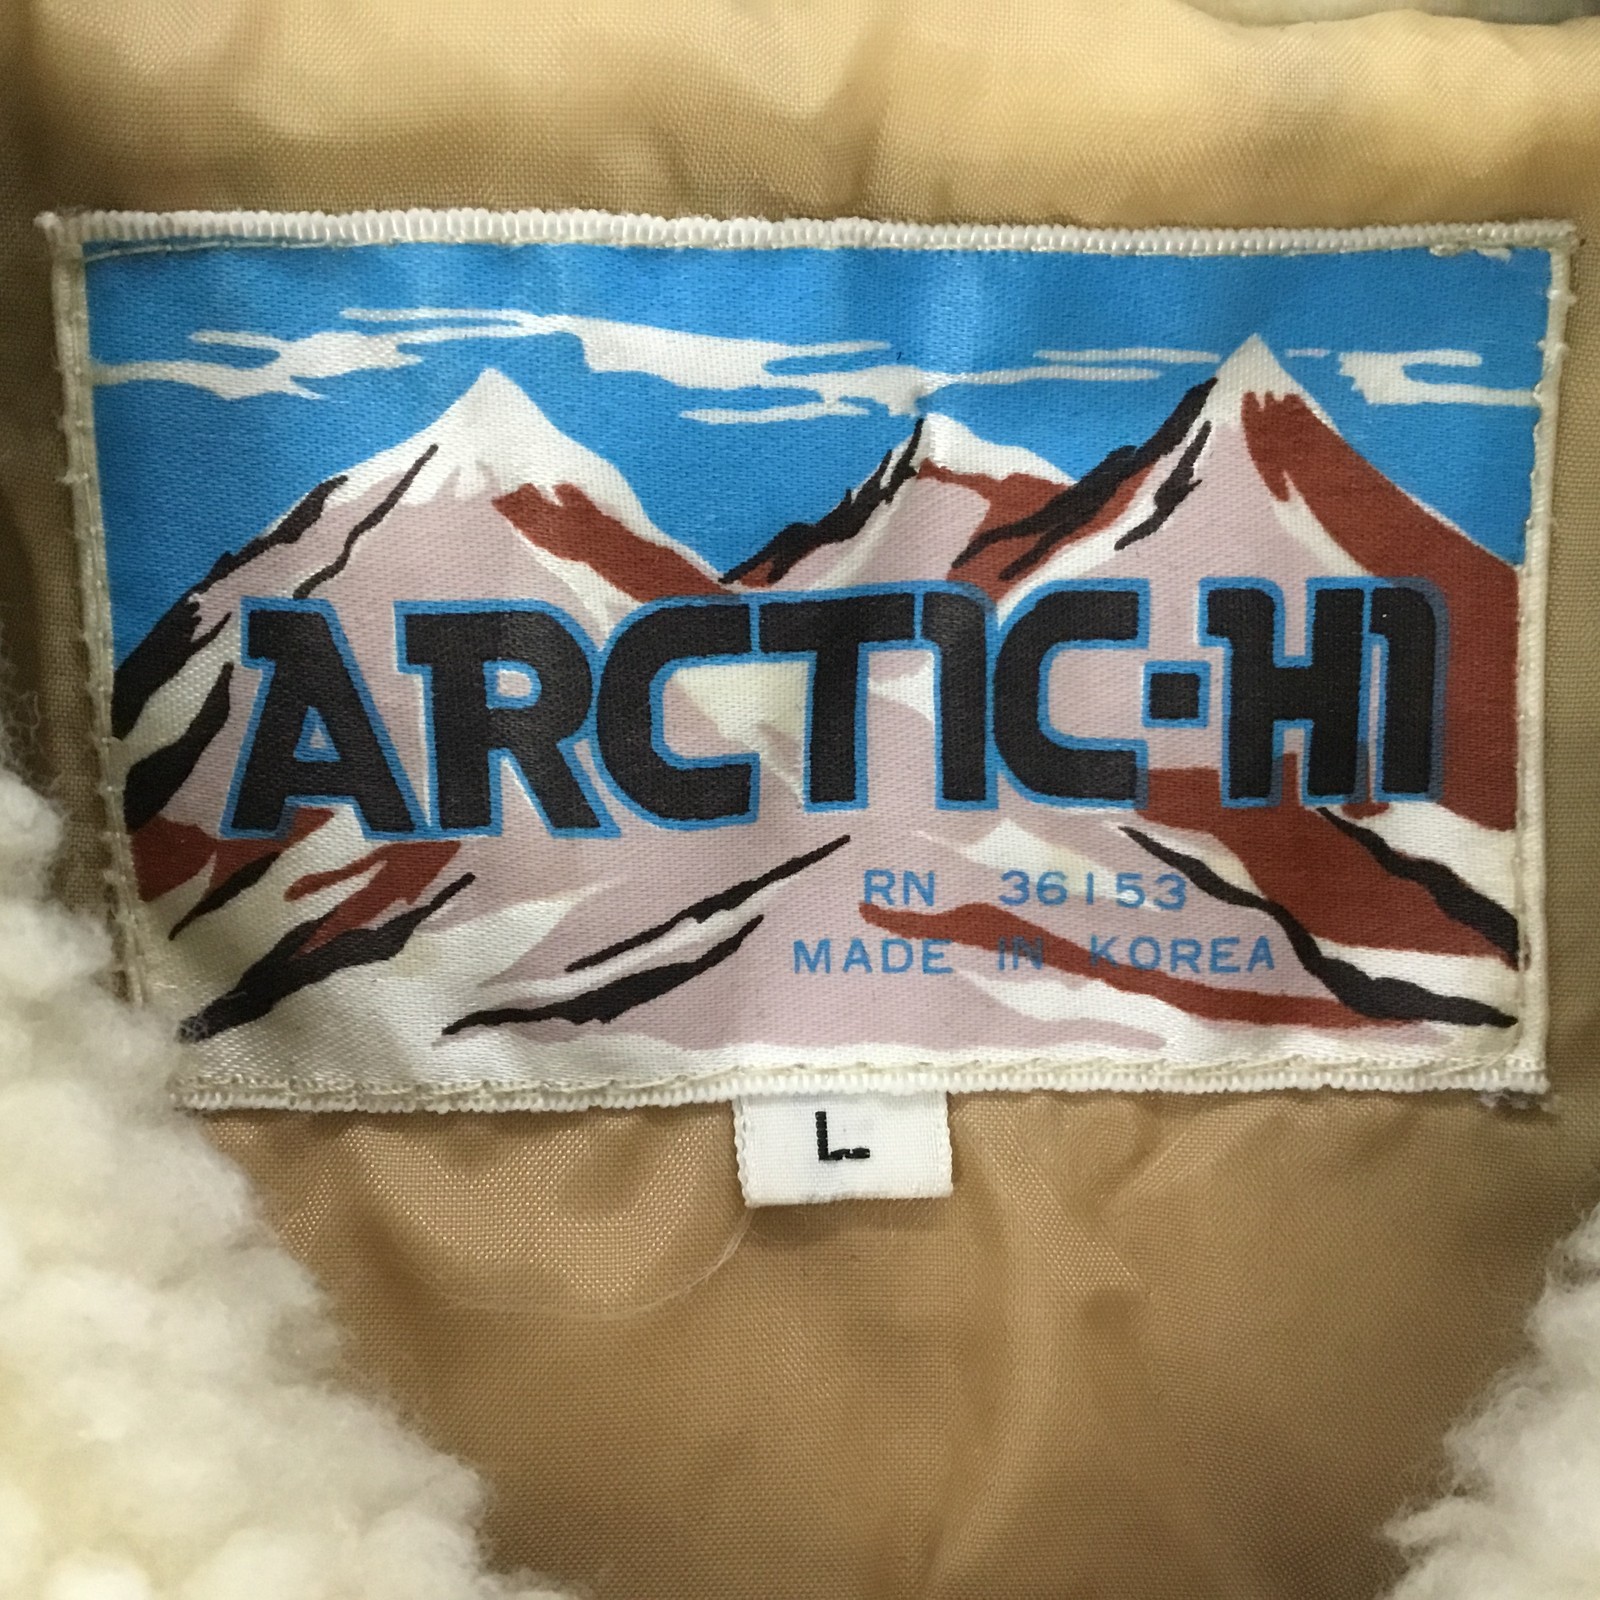 ARCTIC-HI
RN 36153
MADE IN KOREA
L